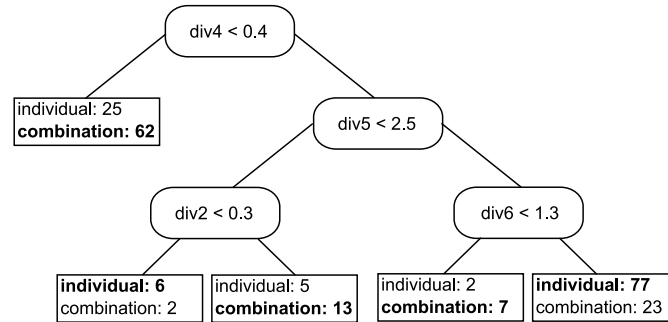 div4 < 0.4
individual: 25
combination: 62
div5 < 2.5
div2 < 0.3
div6 < 1.3
individual: 6
combination: 2
individual: 5
combination: 13
individual: 2
combination: 7
individual: 77
combination: 23